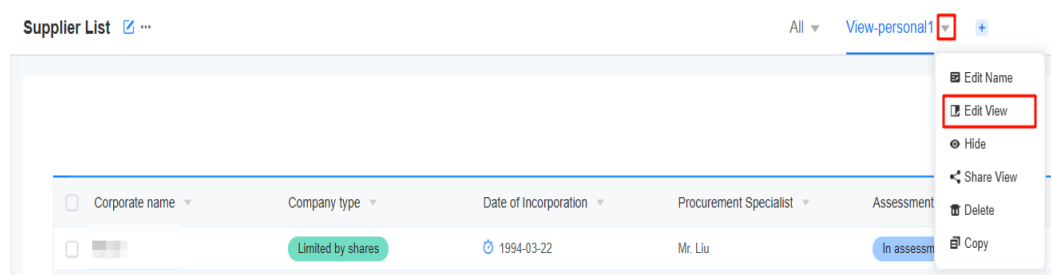 Supplier List ···
All View-personal1 +
Edit Name
Edit View
Hide
Share View
Delete
Copy
Corporate name Company type Date of Incorporation Procurement Specialist Assessment
Limited by shares 1994-03-22 Mr. Liu In assessm